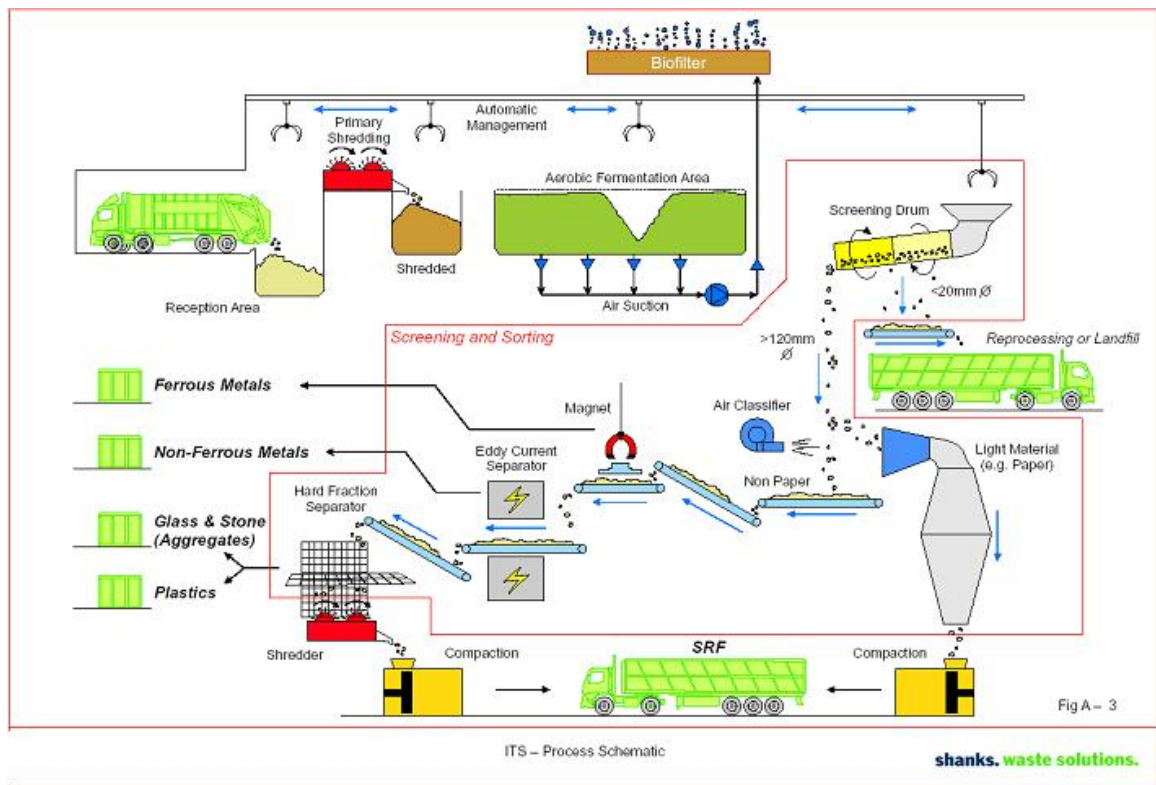 Biofilter
Automatic
Management
Primary
Shredding
Aerobic Fermentation Area
Screening Drum
Shredded
Reception Area
Air Suction
<20mm Ø
Screening and Sorting
>120mm
Ø
Reprocessing or Landfill
Ferrous Metals
Magnet
Air Classifier
Light Material
(e.g. Paper)
Non-Ferrous Metals
Eddy Current
Separator
Non Paper
Hard Fraction
Separator
Glass & Stone
(Aggregates)
Plastics
Shredder
Compaction
SRF
Compaction
Fig A – 3
ITS – Process Schematic
shanks. waste solutions.